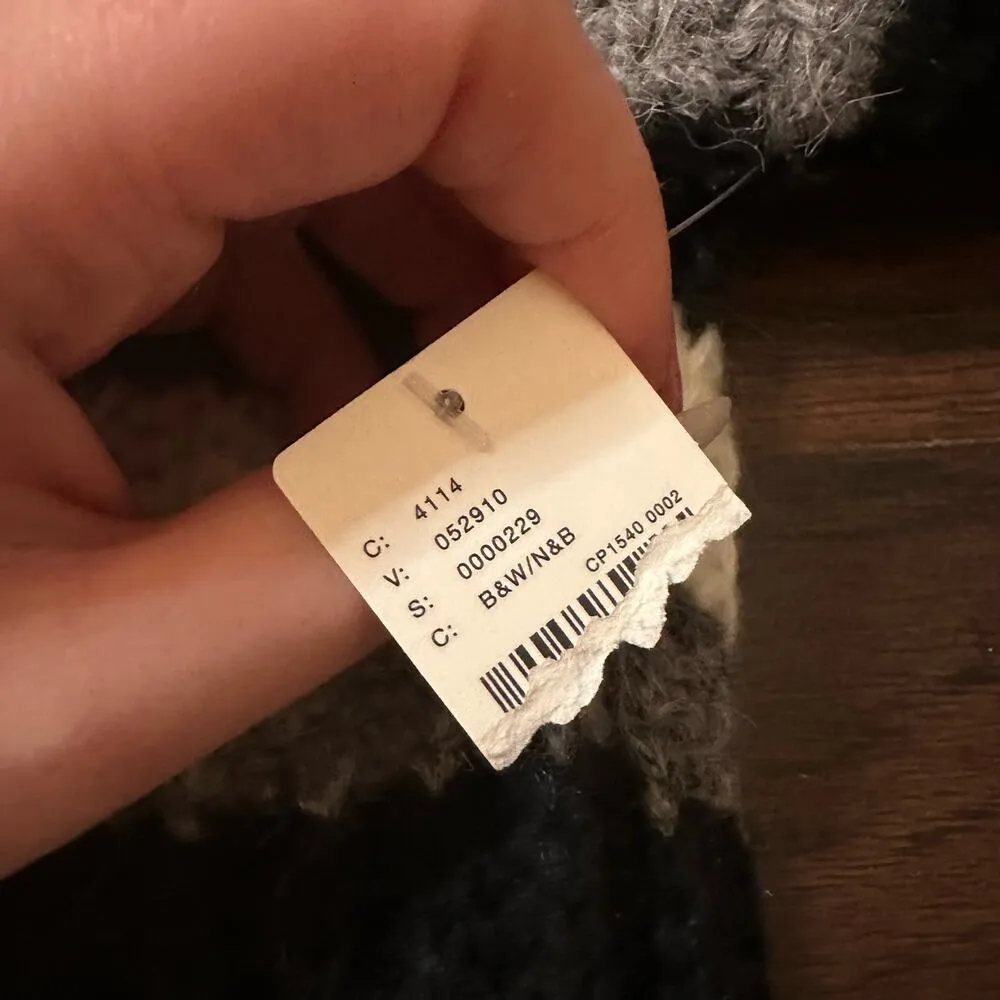 C: 4114
V: 052910
S: 0000229
C: B&W/N&B
CP1540 0002